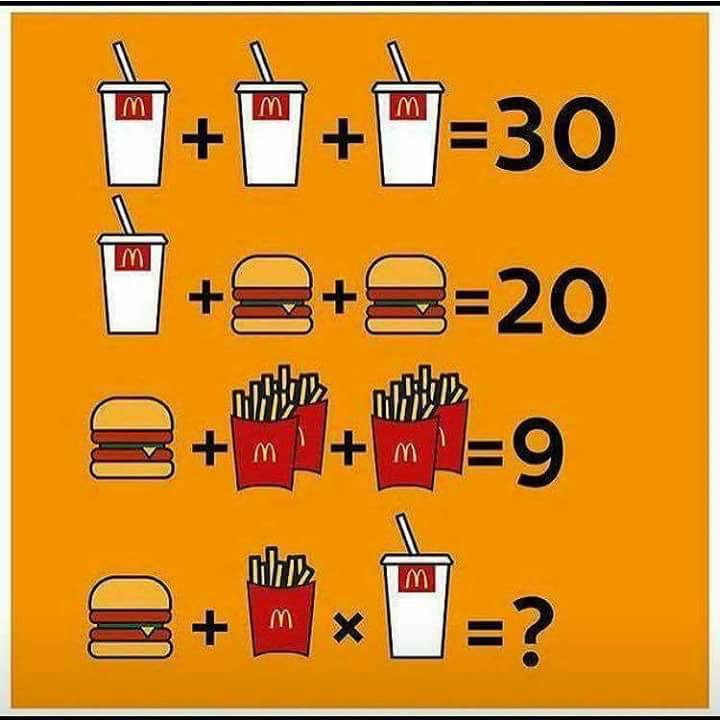 M + M + M =30
M + + =20
+ M + M =9
+ M × M =?